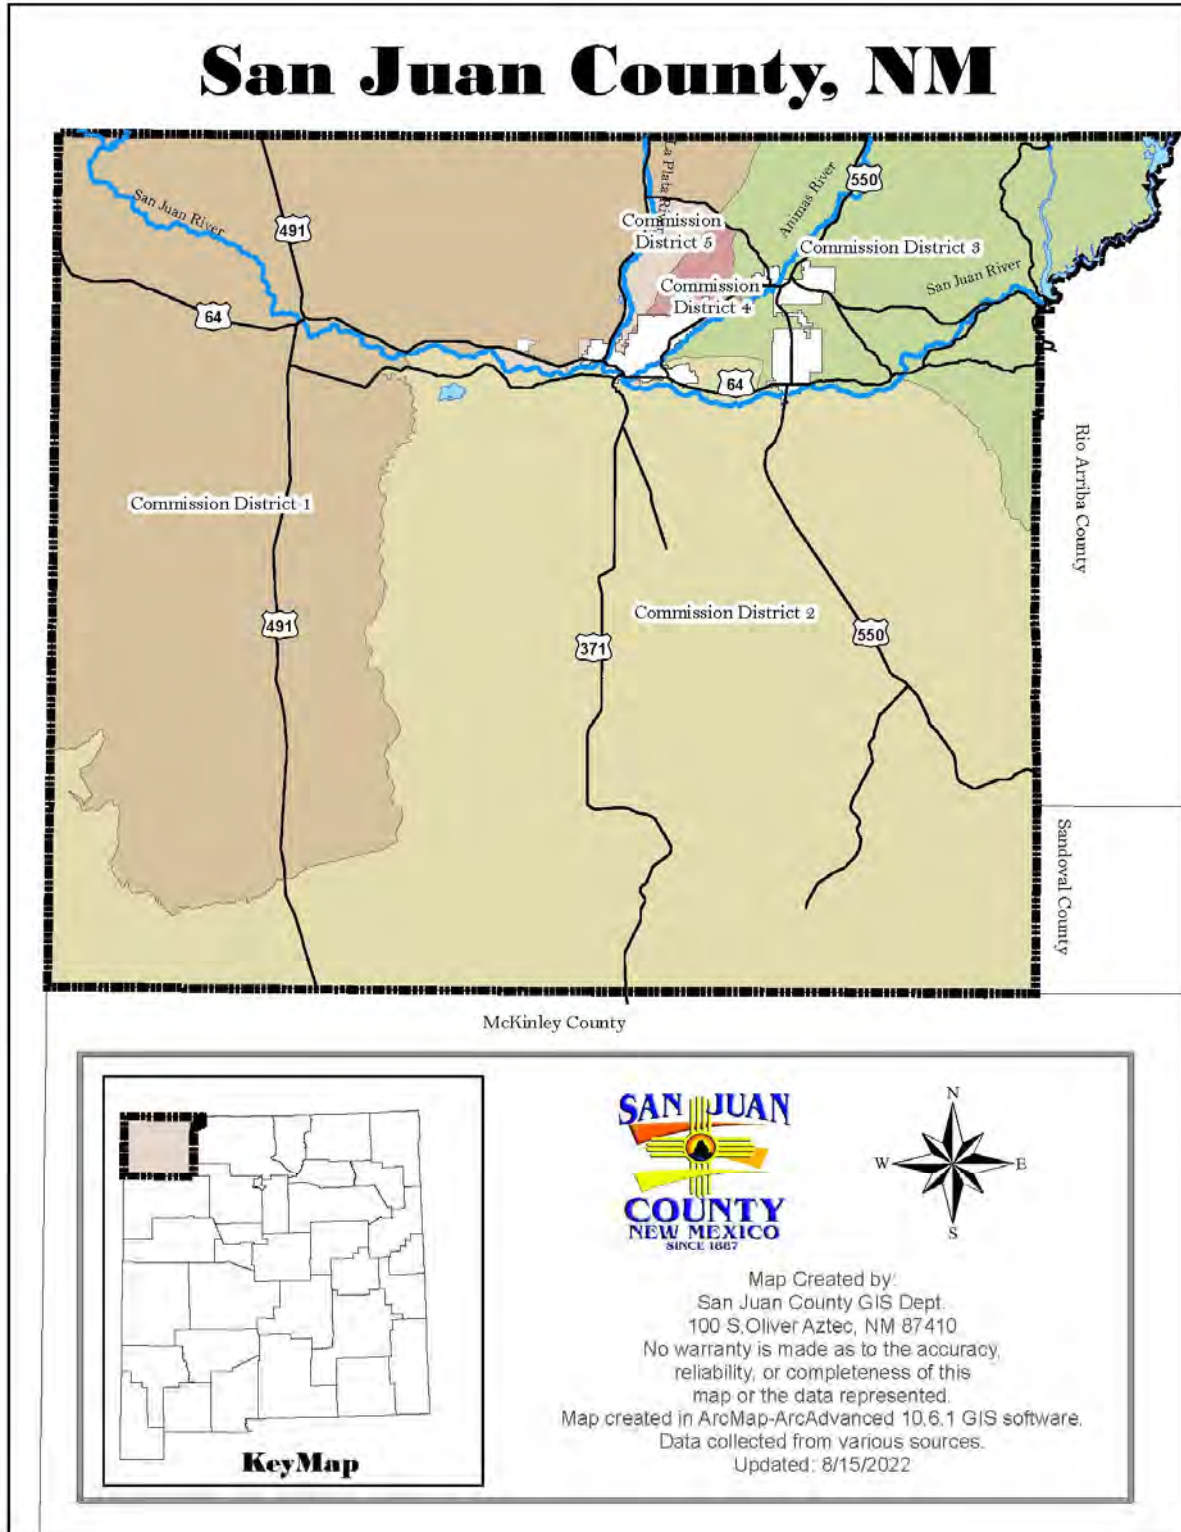 San Juan County, NM
La Plata River
San Juan River
491
Animas River
550
Commission
District 5
Commission District 3
Commission
District 4
San Juan River
64
64
Rio Arriba County
Commission District 1
491
371
Commission District 2
550
Sandoval County
McKinley County
KeyMap
SAN JUAN
COUNTY
NEW MEXICO
SINCE 1887
N
W
E
S
Map Created by:
San Juan County GIS Dept.
100 S.Oliver Aztec, NM 87410
No warranty is made as to the accuracy,
reliability, or completeness of this
map or the data represented.
Map created in ArcMap-ArcAdvanced 10.6.1 GIS software.
Data collected from various sources.
Updated: 8/15/2022